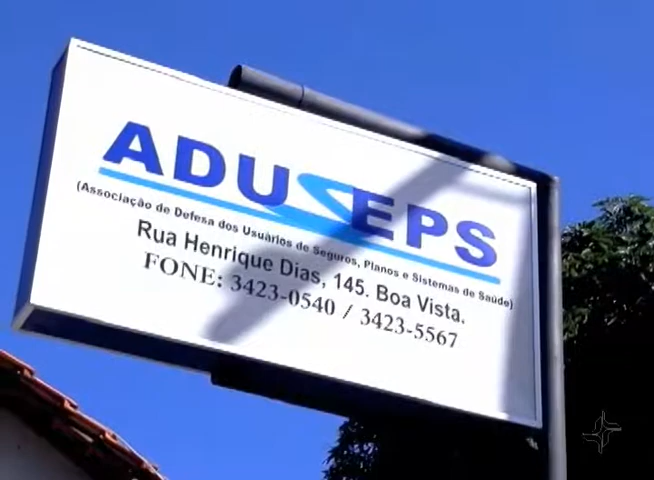 ADUSEPS
(Associação de Defesa dos Usuários de Seguros, Planos e Sistemas de Saúde)
Rua Henrique Dias, 145. Boa Vista.
FONE: 3423-0540 / 3423-5567